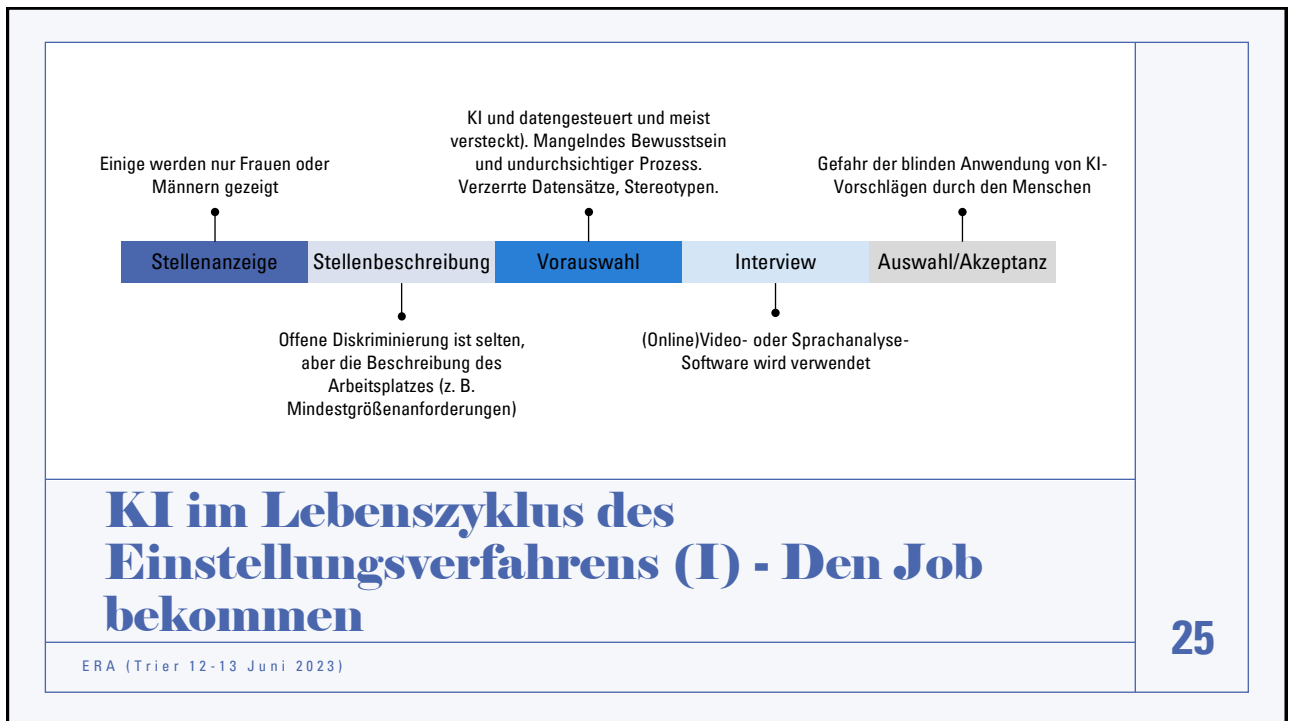 KI und datengesteuert und meist
versteckt). Mangelndes Bewusstsein
und undurchsichtiger Prozess.
Verzerrte Datensätze, Stereotypen.
Einige werden nur Frauen oder
Männern gezeigt
Gefahr der blinden Anwendung von KI-
Vorschlägen durch den Menschen
Stellenanzeige
Stellenbeschreibung
Vorauswahl
Interview
Auswahl/Akzeptanz
Offene Diskriminierung ist selten,
aber die Beschreibung des
Arbeitsplatzes (z. B.
Mindestgrößenanforderungen)
(Online)Video- oder Sprachanalyse-
Software wird verwendet
KI im Lebenszyklus des
Einstellungsverfahrens (I) - Den Job
bekommen
25
ERA (Trier 12-13 Juni 2023)